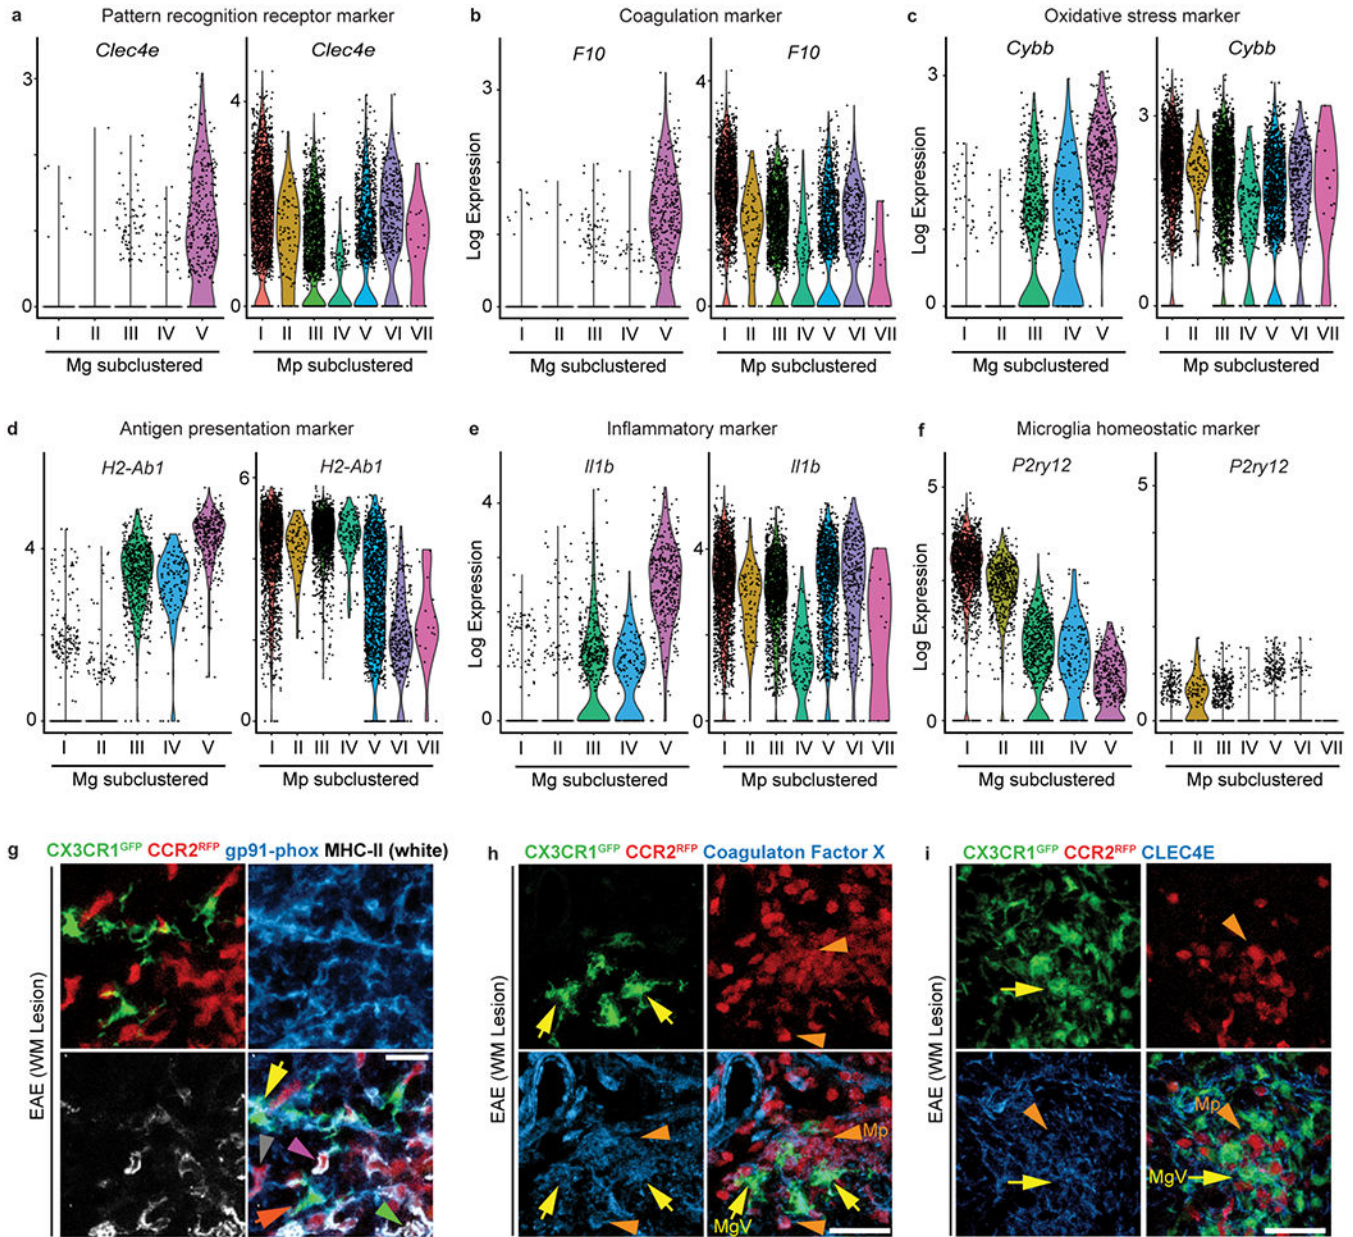 a Pattern recognition receptor marker
Clec4e Clec4e
3
4
2
0 0
I II III IV V I II III IV V VI VII
Mg subclustered Mp subclustered
b Coagulation marker
F10 F10
Log Expression
3
4
0 0
I II III IV V I II III IV V VI VII
Mg subclustered Mp subclustered
c Oxidative stress marker
Cybb Cybb
Log Expression
3
3
0 0
I II III IV V I II III IV V VI VII
Mg subclustered Mp subclustered
d Antigen presentation marker
H2-Ab1 H2-Ab1
6
4
0 0
I II III IV V I II III IV V VI VII
Mg subclustered Mp subclustered
e Inflammatory marker
Il1b Il1b
Log Expression
4
4
0 0
I II III IV V I II III IV V VI VII
Mg subclustered Mp subclustered
f Microglia homeostatic marker
P2ry12 P2ry12
Log Expression
5 5
0 0
I II III IV V I II III IV V VI VII
Mg subclustered Mp subclustered
g CX3CR1GFP CCR2RFP gp91-phox MHC-II (white)
EAE (WM Lesion)
h CX3CR1GFP CCR2RFP Coagulaton Factor X
EAE (WM Lesion)
Mp
MgV
i CX3CR1GFP CCR2RFP CLEC4E
EAE (WM Lesion)
Mp
MgV